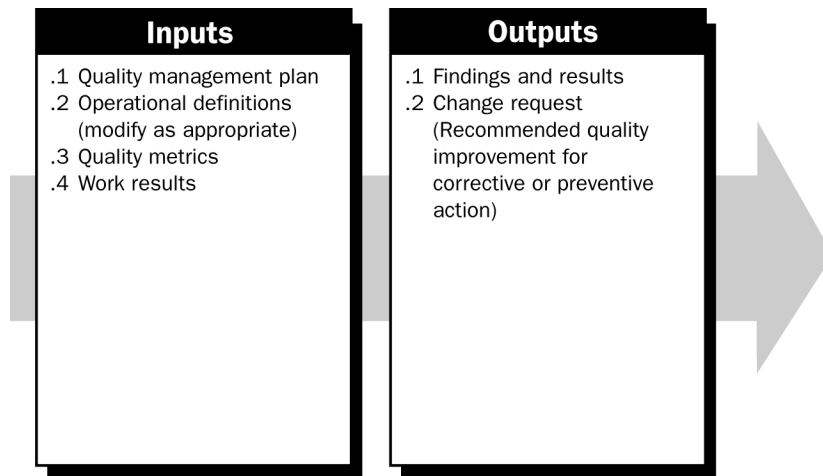 Inputs
.1 Quality management plan
.2 Operational definitions
(modify as appropriate)
.3 Quality metrics
.4 Work results
Outputs
.1 Findings and results
.2 Change request
(Recommended quality
improvement for
corrective or preventive
action)